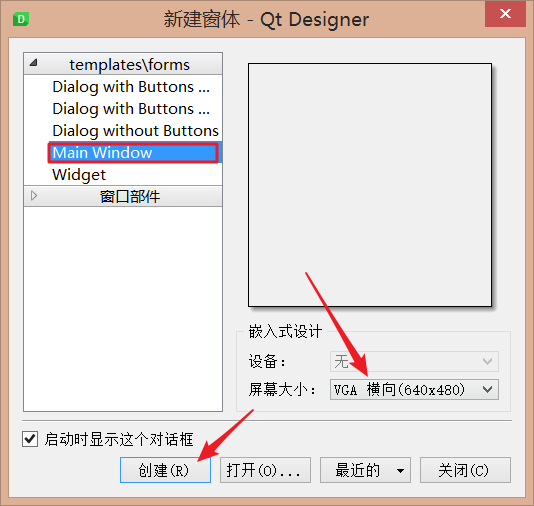 新建窗体 - Qt Designer
templates\forms
Dialog with Buttons ...
Dialog with Buttons ...
Dialog without Buttons
Main Window
Widget
窗口部件
嵌入式设计
设备：
无
屏幕大小：
VGA 横向(640x480)
启动时显示这个对话框
创建(R)
打开(O)...
最近的
关闭(C)